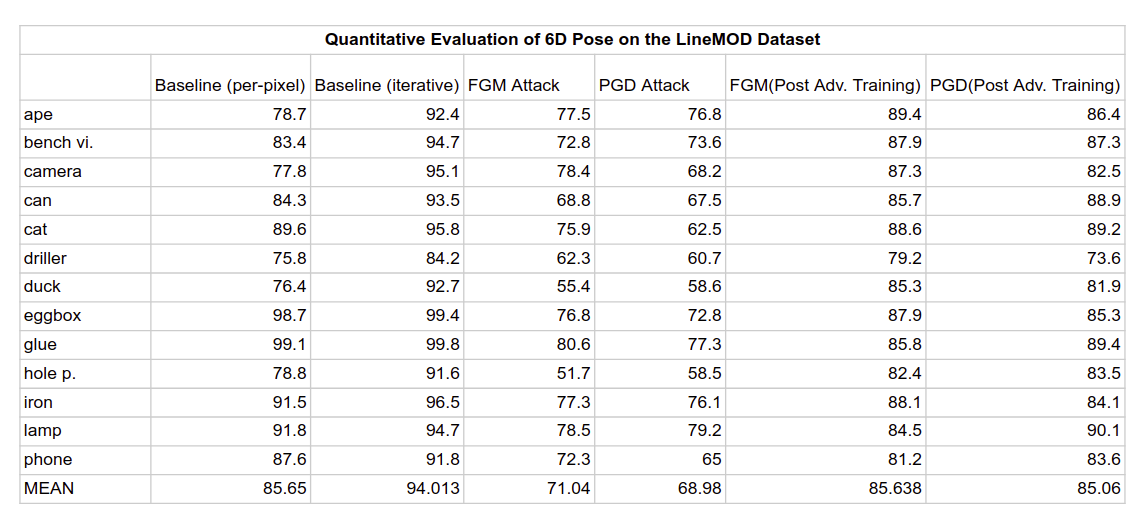 Quantitative Evaluation of 6D Pose on the LineMOD Dataset
Baseline (per-pixel) Baseline (iterative) FGM Attack PGD Attack FGM(Post Adv. Training) PGD(Post Adv. Training)
ape 78.7 92.4 77.5 76.8 89.4 86.4
bench vi. 83.4 94.7 72.8 73.6 87.9 87.3
camera 77.8 95.1 78.4 68.2 87.3 82.5
can 84.3 93.5 68.8 67.5 85.7 88.9
cat 89.6 95.8 75.9 62.5 88.6 89.2
driller 75.8 84.2 62.3 60.7 79.2 73.6
duck 76.4 92.7 55.4 58.6 85.3 81.9
eggbox 98.7 99.4 76.8 72.8 87.9 85.3
glue 99.1 99.8 80.6 77.3 85.8 89.4
hole p. 78.8 91.6 51.7 58.5 82.4 83.5
iron 91.5 96.5 77.3 76.1 88.1 84.1
lamp 91.8 94.7 78.5 79.2 84.5 90.1
phone 87.6 91.8 72.3 65 81.2 83.6
MEAN 85.65 94.013 71.04 68.98 85.638 85.06